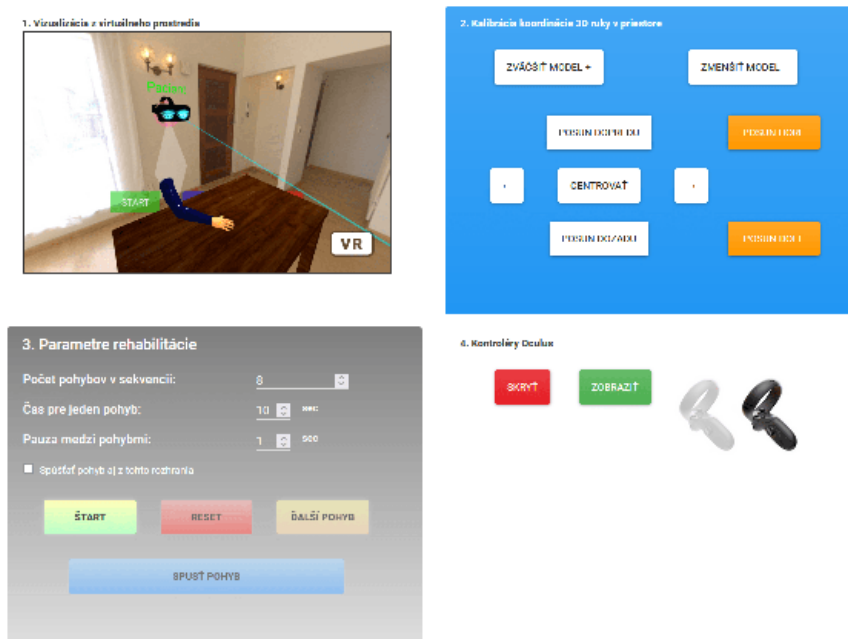 1. Vizualizácia z virtuálneho prostredia
START
VR
2. Kalibrácia koordinácie 3D ruky v priestore
ZVÄČŠIŤ MODEL +
ZMENŠIŤ MODEL
POSUN DOPREDU
POSUN HORE
CENTROVAŤ
POSUN DOZADU
POSUN DOLE
3. Parametre rehabilitácie
Počet pohybov v sekvencii:
8
Čas pre jeden pohyb:
10
sec
Pauza medzi pohybmi:
1
sec
Spúšťať pohyb aj z tohto rozhrania
ŠTART
RESET
ĎALŠÍ POHYB
SPUSŤ POHYB
4. Kontroléry Oculus
SKRYŤ
ZOBRAZIŤ